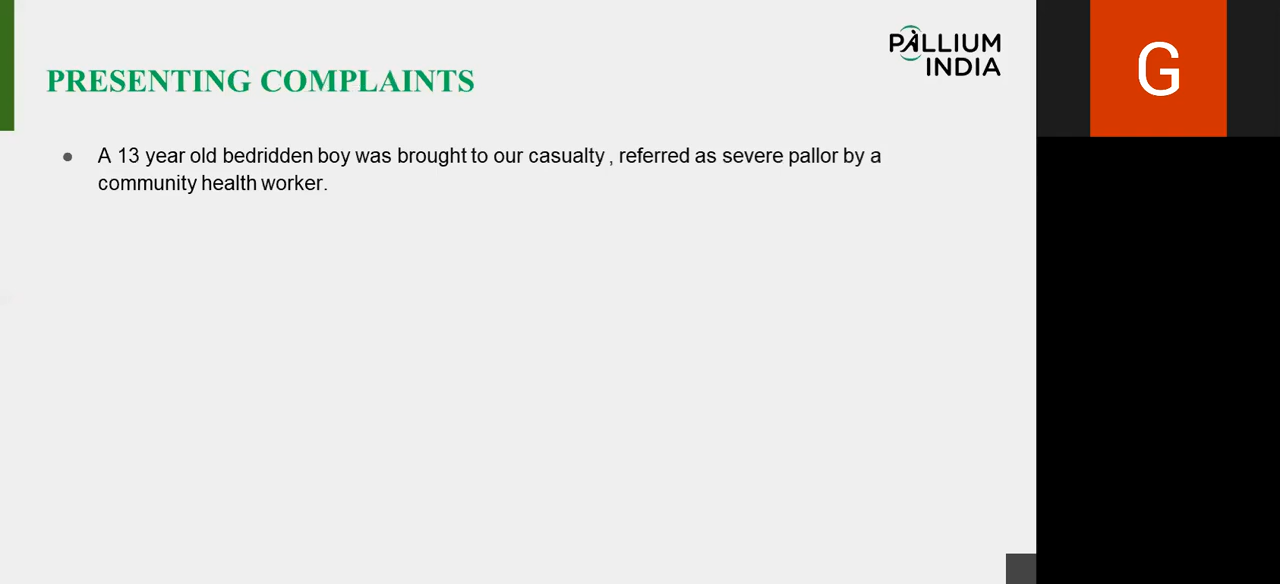 PALLIUM
INDIA
PRESENTING COMPLAINTS
● A 13 year old bedridden boy was brought to our casualty , referred as severe pallor by a
community health worker.
G